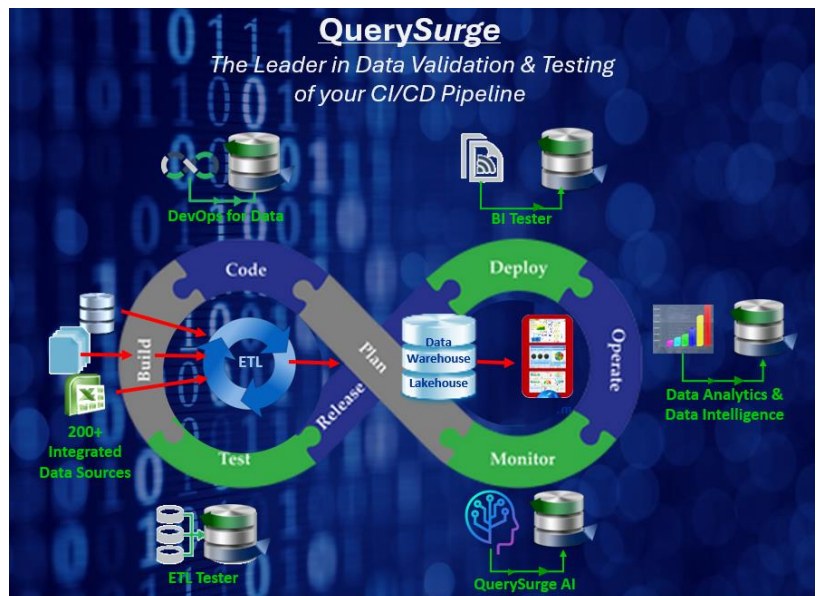 QuerySurge
The Leader in Data Validation & Testing
of your CI/CD Pipeline
DevOps for Data
BI Tester
Code
Deploy
Build
ETL
Plan
Data
Warehouse
Lakehouse
Operate
Release
Test
Monitor
200+
Integrated
Data Sources
Data Analytics &
Data Intelligence
ETL Tester
QuerySurge AI